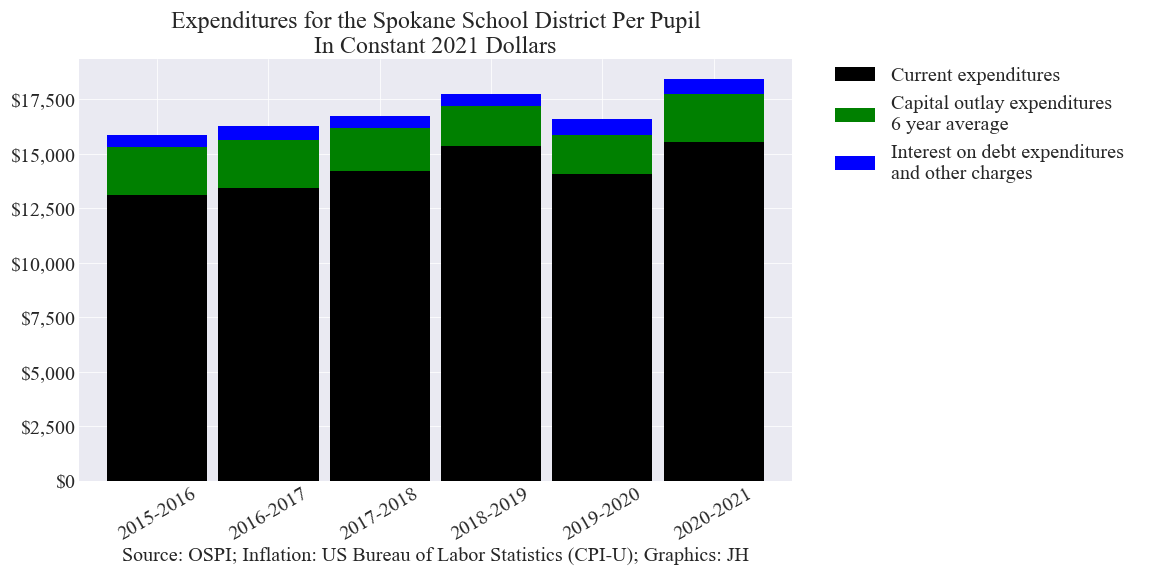 Expenditures for the Spokane School District Per Pupil
In Constant 2021 Dollars
$17,500
$15,000
$12,500
$10,000
$7,500
$5,000
$2,500
$0
2015-2016
2016-2017
2017-2018
2018-2019
2019-2020
2020-2021
Source: OSPI; Inflation: US Bureau of Labor Statistics (CPI-U); Graphics: JH
Current expenditures
Capital outlay expenditures
6 year average
Interest on debt expenditures
and other charges